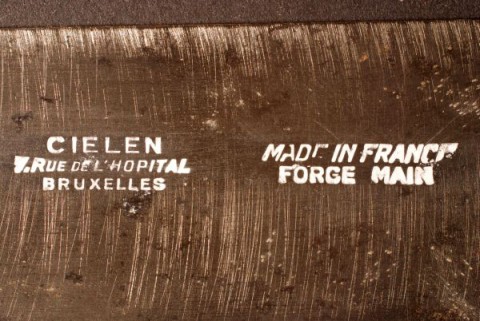 CIELEN
7. RUE DE L'HOPITAL
BRUXELLES
MADE IN FRANCE
FORGE MAIN